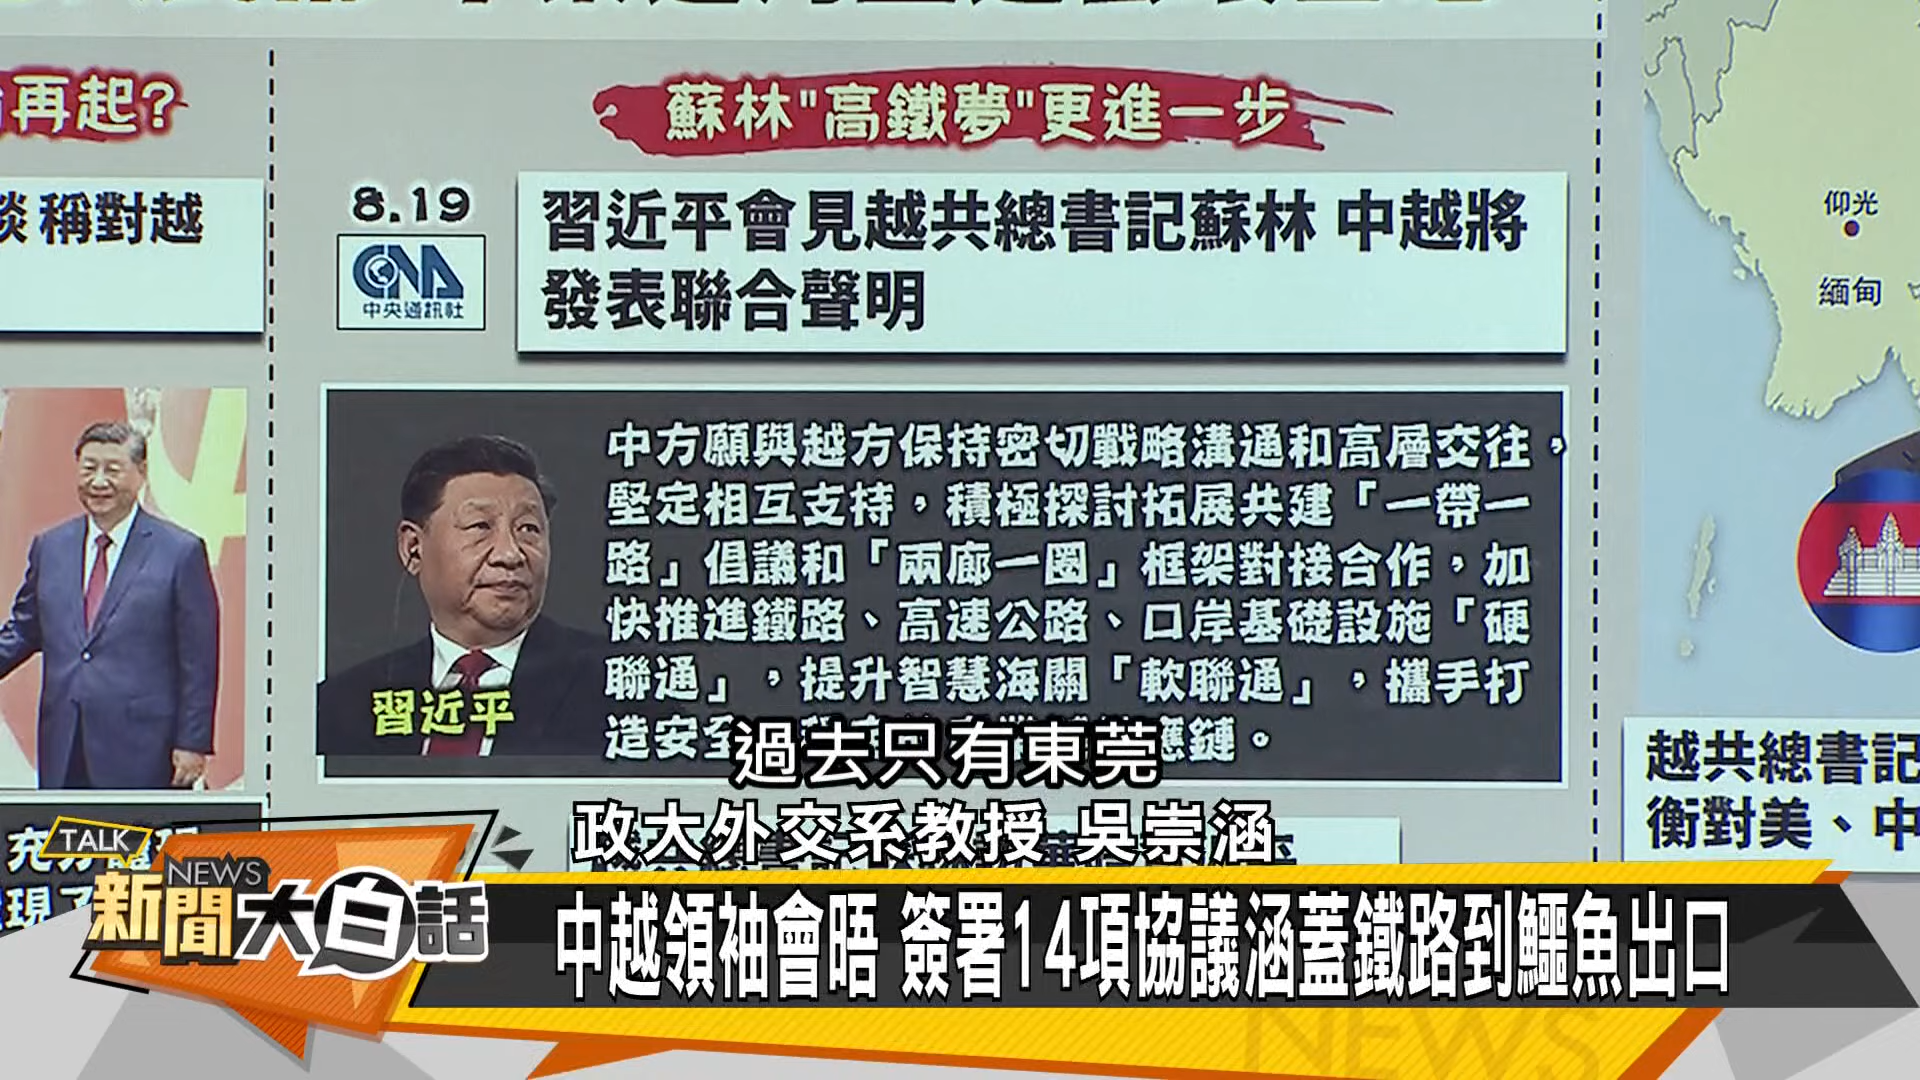 再起?
蘇林"高鐵夢"更進一步
稱對越
8.19
CNA
中央通訊社
習近平會見越共總書記蘇林 中越將
發表聯合聲明
仰光
緬甸
中方願與越方保持密切戰略溝通和高層交往，
堅定相互支持，積極探討拓展共建「一帶一
路」倡議和「兩廊一圈」框架對接合作，加
快推進鐵路、高速公路、口岸基礎設施「硬
聯通」，提升智慧海關「軟聯通」，攜手打
造安全
應鏈。
習近平
越共總書記
衡對美、中
過去只有東莞
政大外交系教授 吳崇涵
TALK
NEWS
新聞大白話
中越領袖會晤 簽署14項協議涵蓋鐵路到鱷魚出口
NEWS